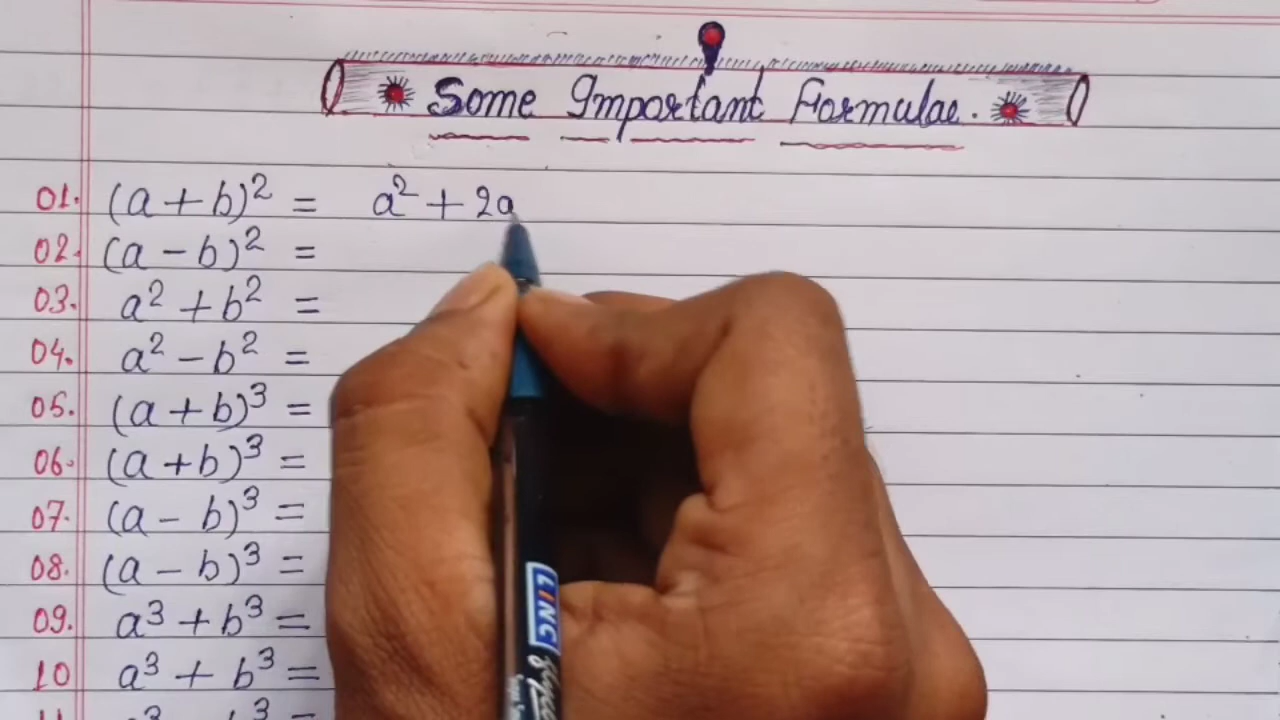 Some Important Formulae.
01. (a + b)² = a² + 2a
02. (a - b)² =
03. a² + b² =
04. a² - b² =
05. (a + b)³ =
06. (a + b)³ =
07. (a - b)³ =
08. (a - b)³ =
09. a³ + b³ =
10 a³ + b³ =
LINC